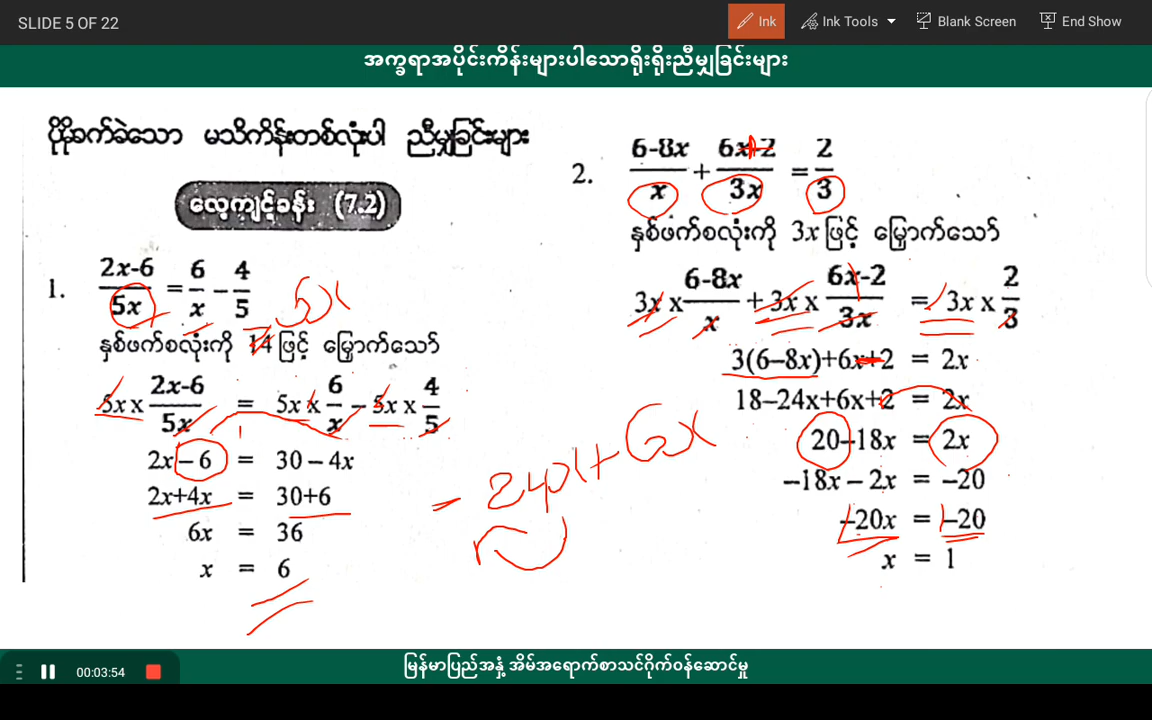 SLIDE 5 OF 22
Ink
Ink Tools
Blank Screen
End Show
အက္ခရာအပိုင်းကိန်းများပါသောရိုးရိုးညီမျှခြင်းများ
ပိုမိုခက်ခဲသော မသိကိန်းတစ်လုံးပါ ညီမျှခြင်းများ
လေ့ကျင့်ခန်း (7.2)
1. (2x-6)/5x = 6/x - 4/5
5x
နှစ်ဖက်စလုံးကို 14 ဖြင့် မြှောက်သော်
5x x (2x-6)/5x = 5x x 6/x - 5x x 4/5
2x - 6 = 30 - 4x
2x+4x = 30+6
6x = 36
x = 6
- 24x + 6x
2. (6-8x)/x + (6x+2)/3x = 2/3
နှစ်ဖက်စလုံးကို 3x ဖြင့် မြှောက်သော်
3x x (6-8x)/x + 3x x (6x-2)/3x = 3x x 2/3
3(6-8x)+6x+2 = 2x
18-24x+6x+2 = 2x
20-18x = 2x
-18x - 2x = -20
-20x = -20
x = 1
00:03:54
မြန်မာပြည်အနှံ့ အိမ်အရောက်စာသင်ဂိုက်ဝန်ဆောင်မှု